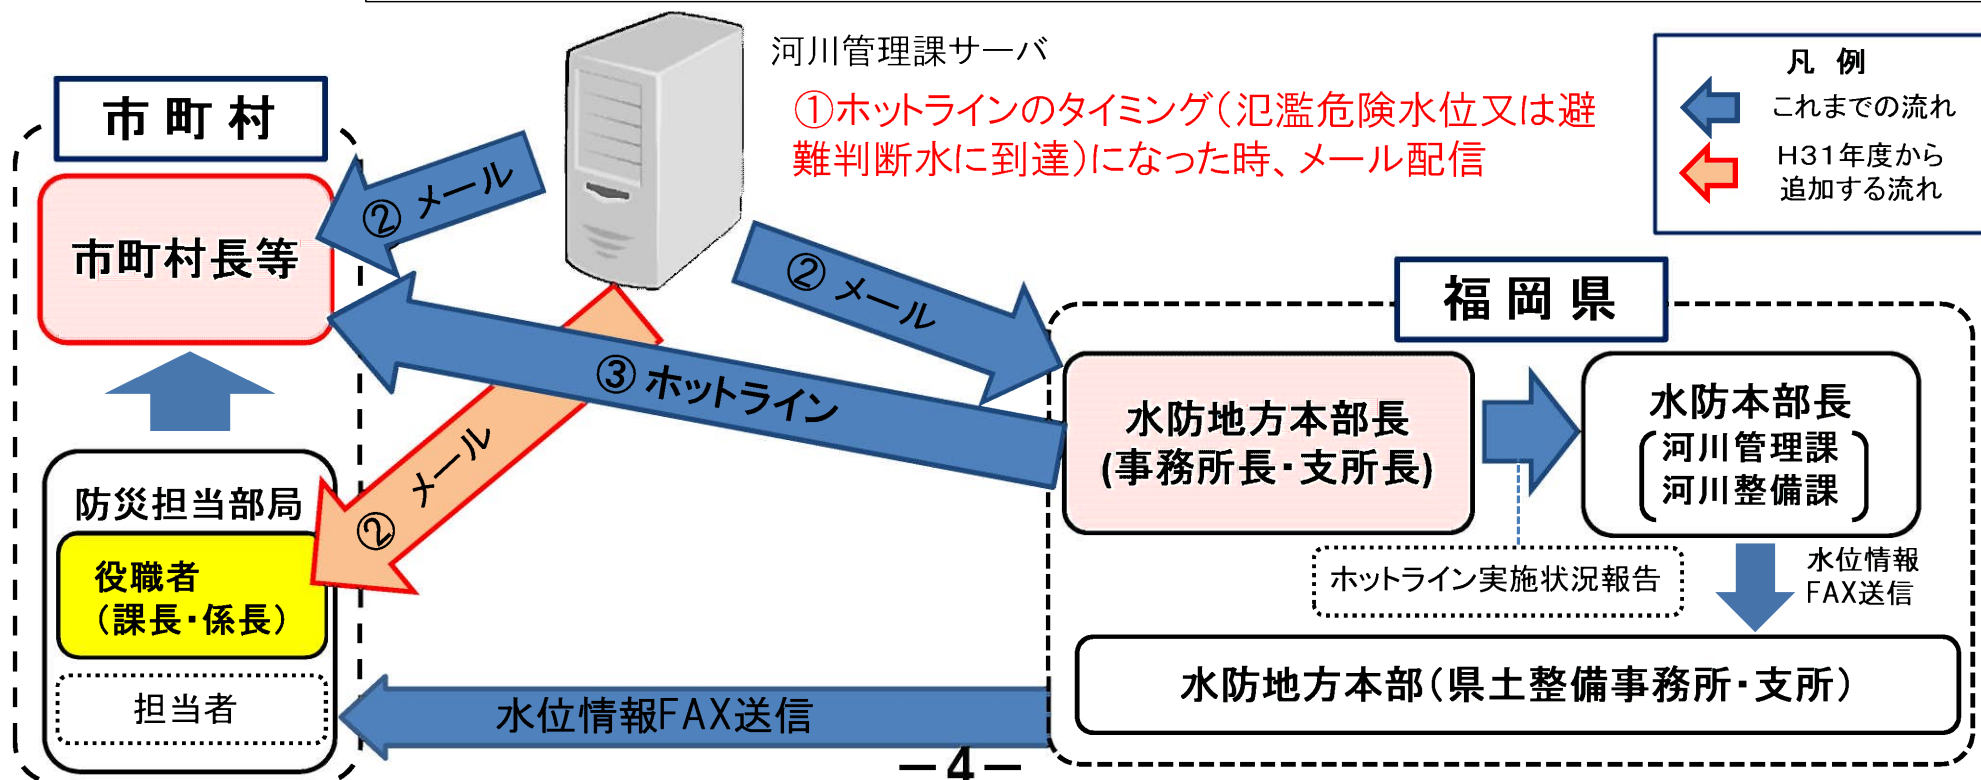 河川管理課サーバ
①ホットラインのタイミング（氾濫危険水位又は避
難判断水に到達）になった時、メール配信
凡 例
これまでの流れ
H31年度から
追加する流れ
市 町 村
市町村長等
② メール
② メール
③ ホットライン
② メール
防災担当部局
役職者
（課長・係長）
担当者
水位情報FAX送信
福 岡 県
水防地方本部長
(事務所長・支所長)
水防本部長
河川管理課
河川整備課
ホットライン実施状況報告
水位情報
FAX送信
水防地方本部（県土整備事務所・支所）
－4－